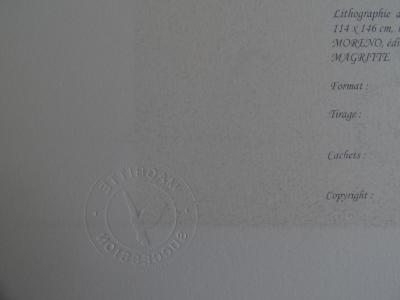 Lithographie
114 x 146 cm,
MORENO,
MAGRITTE
Format :
Tirage :
Cachets :
Copyright :